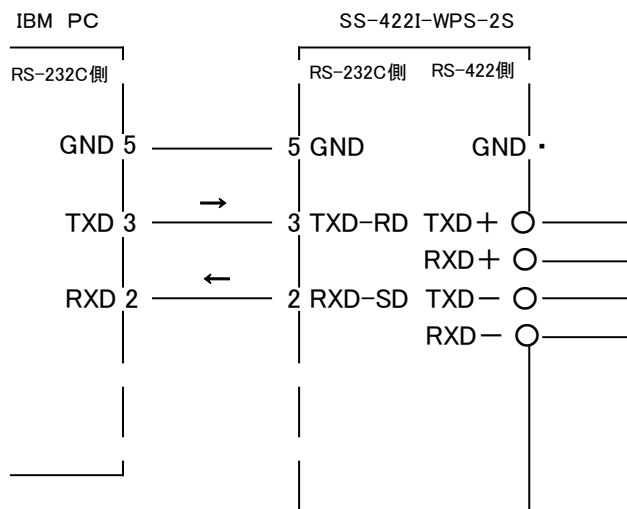 IBM PC
SS-422I-WPS-2S
RS-232C側
RS-232C側 RS-422側
GND 5
5 GND
GND
→
TXD 3
3 TXD-RD
TXD+
RXD+
←
RXD 2
2 RXD-SD
TXD-
RXD-